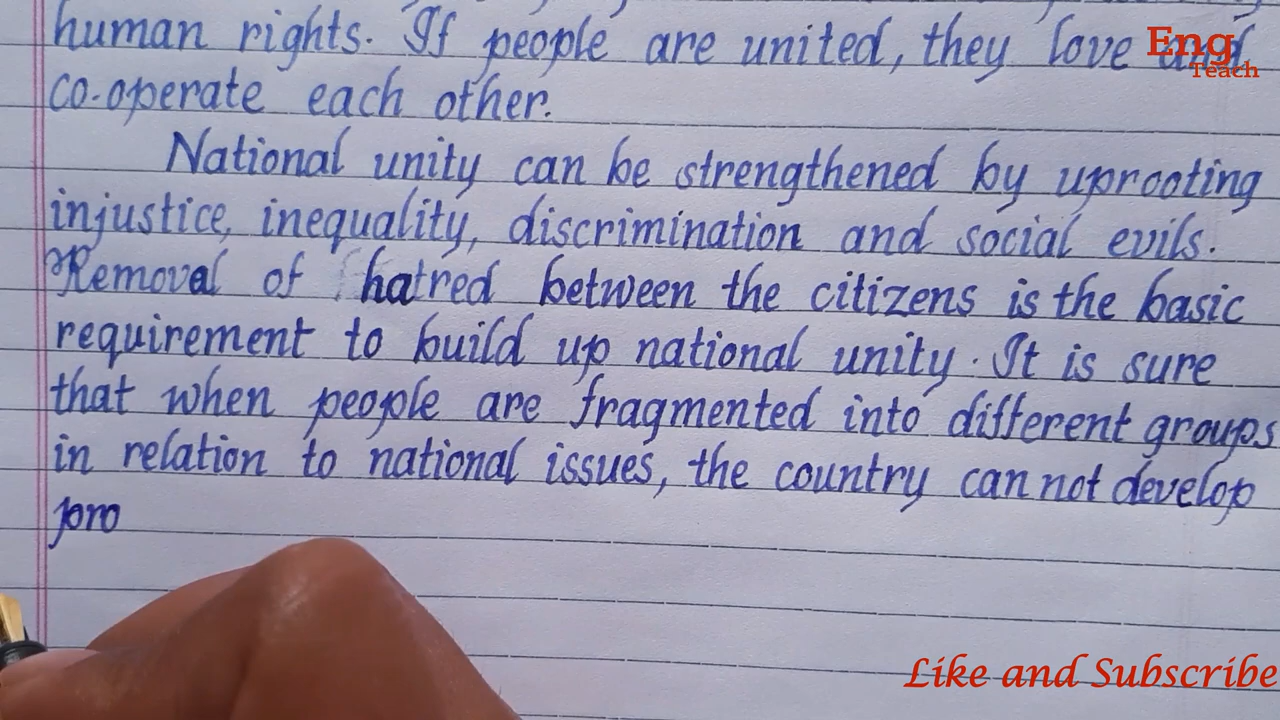 human rights. If people are united, they love and
Eng
Teach
co-operate each other.
National unity can be strengthened by uprooting
injustice, inequality, discrimination and social evils.
Removal of hatred between the citizens is the basic
requirement to build up national unity. It is sure
that when people are fragmented into different groups
in relation to national issues, the country can not develop
pro
Like and Subscribe